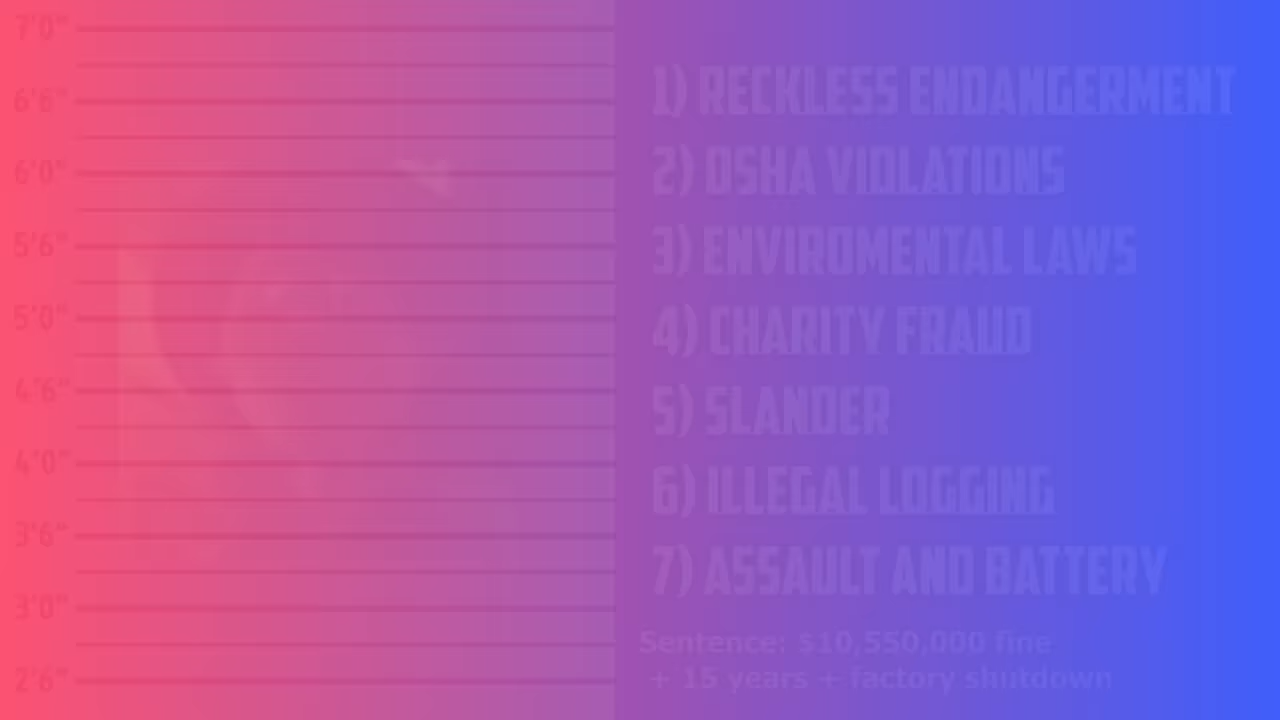 7'0"
6'6"
6'0"
5'6"
5'0"
4'6"
4'0"
3'6"
3'0"
2'6"
1) RECKLESS ENDANGERMENT
2) OSHA VIOLATIONS
3) ENVIROMENTAL LAWS
4) CHARITY FRAUD
5) SLANDER
6) ILLEGAL LOGGING
7) ASSAULT AND BATTERY
Sentence: $10,550,000 fine
+ 15 years + factory shutdown